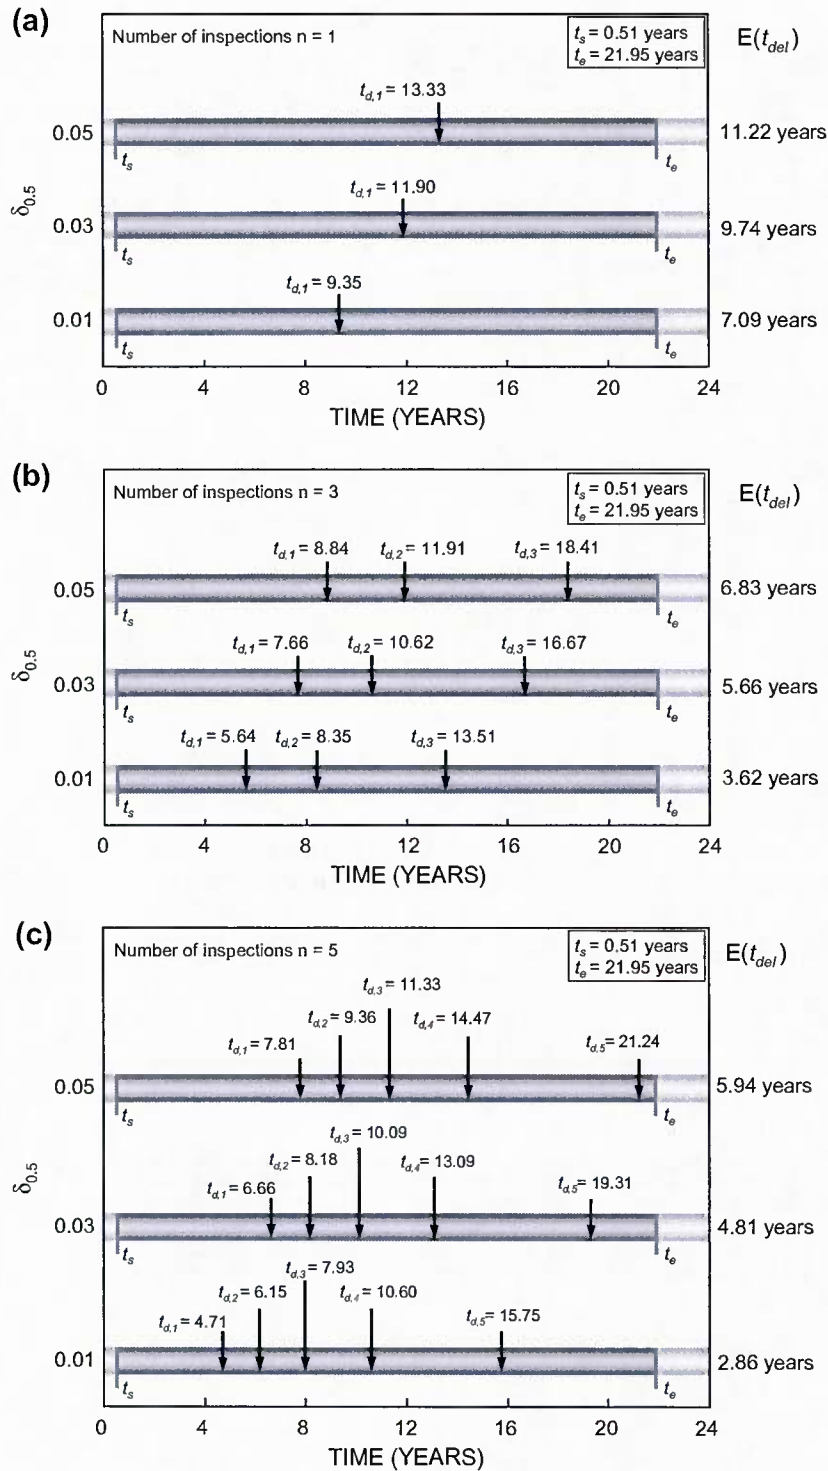 (a)
Number of inspections n = 1
t_s = 0.51 years
t_e = 21.95 years
E(t_del)
t_d,1 = 13.33
0.05
t_s
t_e
11.22 years
t_d,1 = 11.90
0.03
t_s
t_e
9.74 years
t_d,1 = 9.35
0.01
t_s
t_e
7.09 years
δ_0.5
0 4 8 12 16 20 24
TIME (YEARS)
(b)
Number of inspections n = 3
t_s = 0.51 years
t_e = 21.95 years
E(t_del)
t_d,1 = 8.84 t_d,2 = 11.91 t_d,3 = 18.41
0.05
t_s
t_e
6.83 years
t_d,1 = 7.66 t_d,2 = 10.62 t_d,3 = 16.67
0.03
t_s
t_e
5.66 years
t_d,1 = 5.64 t_d,2 = 8.35 t_d,3 = 13.51
0.01
t_s
t_e
3.62 years
δ_0.5
0 4 8 12 16 20 24
TIME (YEARS)
(c)
Number of inspections n = 5
t_s = 0.51 years
t_e = 21.95 years
E(t_del)
t_d,3 = 11.33
t_d,2 = 9.36 t_d,4 = 14.47
t_d,1 = 7.81 t_d,5 = 21.24
0.05
t_s
t_e
5.94 years
t_d,3 = 10.09
t_d,2 = 8.18 t_d,4 = 13.09
t_d,1 = 6.66 t_d,5 = 19.31
0.03
t_s
t_e
4.81 years
t_d,3 = 7.93
t_d,2 = 6.15 t_d,4 = 10.60
t_d,1 = 4.71 t_d,5 = 15.75
0.01
t_s
t_e
2.86 years
δ_0.5
0 4 8 12 16 20 24
TIME (YEARS)